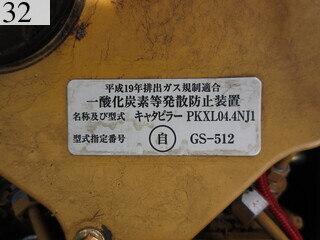 32
平成19年排出ガス規制適合
一酸化炭素等発散防止装置
名称及び型式 キャタピラー PKXL04.4NJ1
型式指定番号 自 GS-512